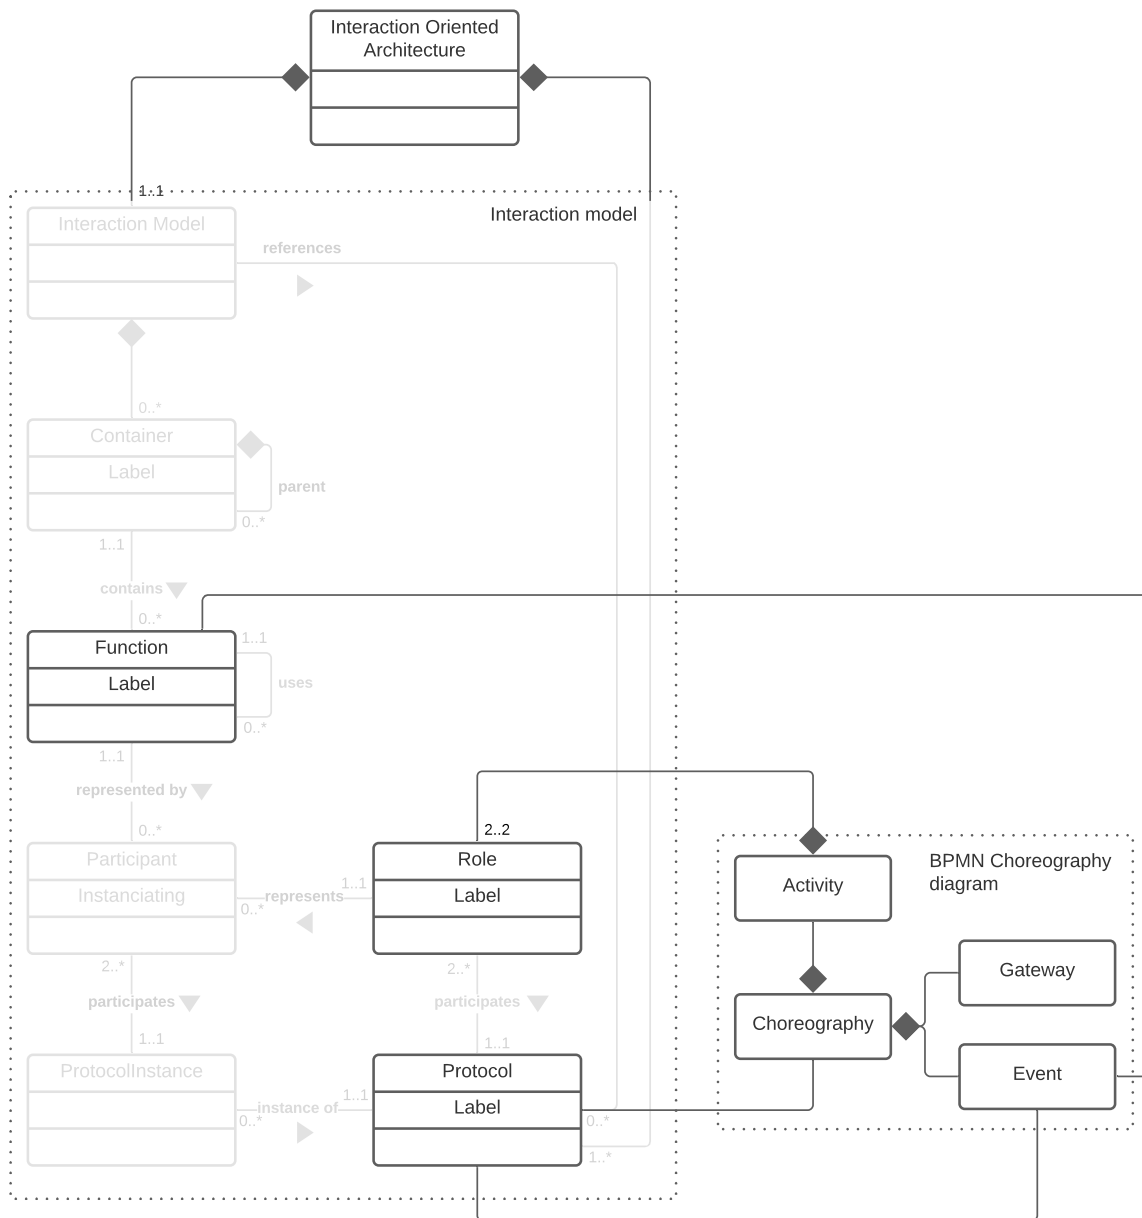 Interaction Oriented
Architecture
1..1
Interaction model
Interaction Model
references
0..*
Container
Label
parent
0..*
1..1
contains
0..*
Function
Label
1..1
uses
0..*
1..1
represented by
0..*
2..2
Participant
Instanciating
Role
Label
1..1
represents
0..*
Activity
BPMN Choreography
diagram
2..*
2..*
participates
participates
1..1
1..1
Gateway
Choreography
Event
ProtocolInstance
Protocol
Label
1..1
instance of
0..*
0..*
1..*